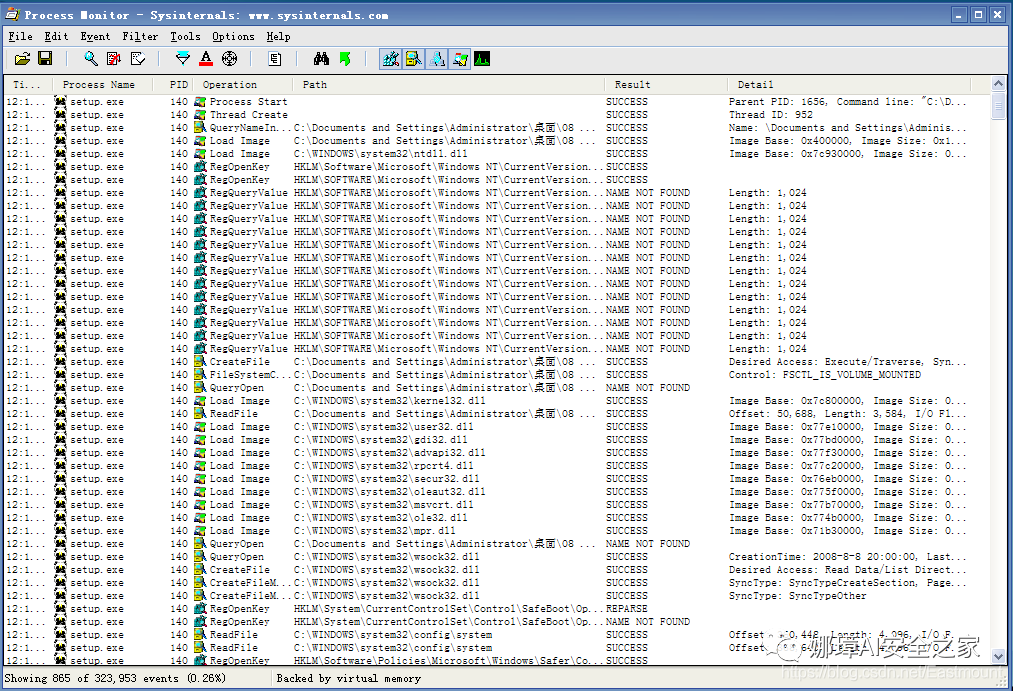 Process Monitor - Sysinternals: www.sysinternals.com
File Edit Event Filter Tools Options Help
Ti... Process Name PID Operation Path Result Detail
12:1... setup.exe 140 Process Start SUCCESS Parent PID: 1656, Command line: "C:\D...
12:1... setup.exe 140 Thread Create SUCCESS Thread ID: 952
12:1... setup.exe 140 QueryNameIn... C:\Documents and Settings\Administrator\桌面\08 ... SUCCESS Name: \Documents and Settings\Adminis...
12:1... setup.exe 140 Load Image C:\Documents and Settings\Administrator\桌面\08 ... SUCCESS Image Base: 0x400000, Image Size: 0x1...
12:1... setup.exe 140 Load Image C:\WINDOWS\system32\ntdll.dll SUCCESS Image Base: 0x7c930000, Image Size: 0...
12:1... setup.exe 140 RegOpenKey HKLM\Software\Microsoft\Windows NT\CurrentVersion... SUCCESS
12:1... setup.exe 140 RegOpenKey HKLM\SOFTWARE\Microsoft\Windows NT\CurrentVersion... SUCCESS
12:1... setup.exe 140 RegQueryValue HKLM\SOFTWARE\Microsoft\Windows NT\CurrentVersion... NAME NOT FOUND Length: 1,024
12:1... setup.exe 140 RegQueryValue HKLM\SOFTWARE\Microsoft\Windows NT\CurrentVersion... NAME NOT FOUND Length: 1,024
12:1... setup.exe 140 RegQueryValue HKLM\SOFTWARE\Microsoft\Windows NT\CurrentVersion... NAME NOT FOUND Length: 1,024
12:1... setup.exe 140 RegQueryValue HKLM\SOFTWARE\Microsoft\Windows NT\CurrentVersion... NAME NOT FOUND Length: 1,024
12:1... setup.exe 140 RegQueryValue HKLM\SOFTWARE\Microsoft\Windows NT\CurrentVersion... NAME NOT FOUND Length: 1,024
12:1... setup.exe 140 RegQueryValue HKLM\SOFTWARE\Microsoft\Windows NT\CurrentVersion... NAME NOT FOUND Length: 1,024
12:1... setup.exe 140 RegQueryValue HKLM\SOFTWARE\Microsoft\Windows NT\CurrentVersion... NAME NOT FOUND Length: 1,024
12:1... setup.exe 140 RegQueryValue HKLM\SOFTWARE\Microsoft\Windows NT\CurrentVersion... NAME NOT FOUND Length: 1,024
12:1... setup.exe 140 RegQueryValue HKLM\SOFTWARE\Microsoft\Windows NT\CurrentVersion... NAME NOT FOUND Length: 1,024
12:1... setup.exe 140 RegQueryValue HKLM\SOFTWARE\Microsoft\Windows NT\CurrentVersion... NAME NOT FOUND Length: 1,024
12:1... setup.exe 140 RegQueryValue HKLM\SOFTWARE\Microsoft\Windows NT\CurrentVersion... NAME NOT FOUND Length: 1,024
12:1... setup.exe 140 RegQueryValue HKLM\SOFTWARE\Microsoft\Windows NT\CurrentVersion... NAME NOT FOUND Length: 1,024
12:1... setup.exe 140 RegQueryValue HKLM\SOFTWARE\Microsoft\Windows NT\CurrentVersion... NAME NOT FOUND Length: 1,024
12:1... setup.exe 140 CreateFile C:\Documents and Settings\Administrator\桌面\08 ... SUCCESS Desired Access: Execute/Traverse, Syn...
12:1... setup.exe 140 FileSystemC... C:\Documents and Settings\Administrator\桌面\08 ... SUCCESS Control: FSCTL_IS_VOLUME_MOUNTED
12:1... setup.exe 140 QueryOpen C:\Documents and Settings\Administrator\桌面\08 ... NAME NOT FOUND
12:1... setup.exe 140 Load Image C:\WINDOWS\system32\kernel32.dll SUCCESS Image Base: 0x7c800000, Image Size: 0...
12:1... setup.exe 140 ReadFile C:\Documents and Settings\Administrator\桌面\08 ... SUCCESS Offset: 50,688, Length: 3,584, I/O Fl...
12:1... setup.exe 140 Load Image C:\WINDOWS\system32\user32.dll SUCCESS Image Base: 0x77e10000, Image Size: 0...
12:1... setup.exe 140 Load Image C:\WINDOWS\system32\gdi32.dll SUCCESS Image Base: 0x77bd0000, Image Size: 0...
12:1... setup.exe 140 Load Image C:\WINDOWS\system32\advapi32.dll SUCCESS Image Base: 0x77f30000, Image Size: 0...
12:1... setup.exe 140 Load Image C:\WINDOWS\system32\rpcrt4.dll SUCCESS Image Base: 0x77c20000, Image Size: 0...
12:1... setup.exe 140 Load Image C:\WINDOWS\system32\secur32.dll SUCCESS Image Base: 0x76eb0000, Image Size: 0...
12:1... setup.exe 140 Load Image C:\WINDOWS\system32\oleaut32.dll SUCCESS Image Base: 0x775f0000, Image Size: 0...
12:1... setup.exe 140 Load Image C:\WINDOWS\system32\msvcrt.dll SUCCESS Image Base: 0x77b70000, Image Size: 0...
12:1... setup.exe 140 Load Image C:\WINDOWS\system32\ole32.dll SUCCESS Image Base: 0x774b0000, Image Size: 0...
12:1... setup.exe 140 Load Image C:\WINDOWS\system32\mpr.dll SUCCESS Image Base: 0x71b30000, Image Size: 0...
12:1... setup.exe 140 QueryOpen C:\Documents and Settings\Administrator\桌面\08 ... NAME NOT FOUND
12:1... setup.exe 140 QueryOpen C:\WINDOWS\system32\wsock32.dll SUCCESS CreationTime: 2008-8-8 20:00:00, Last...
12:1... setup.exe 140 CreateFile C:\WINDOWS\system32\wsock32.dll SUCCESS Desired Access: Read Data/List Direct...
12:1... setup.exe 140 CreateFileM... C:\WINDOWS\system32\wsock32.dll SUCCESS SyncType: SyncTypeCreateSection, Page...
12:1... setup.exe 140 CreateFileM... C:\WINDOWS\system32\wsock32.dll SUCCESS SyncType: SyncTypeOther
12:1... setup.exe 140 RegOpenKey HKLM\System\CurrentControlSet\Control\SafeBoot\Op... REPARSE
12:1... setup.exe 140 RegOpenKey HKLM\System\CurrentControlSet\Control\SafeBoot\Op... NAME NOT FOUND
12:1... setup.exe 140 ReadFile C:\WINDOWS\system32\config\system SUCCESS Offset Length: 4,096, I/O F...
12:1... setup.exe 140 ReadFile C:\WINDOWS\system32\config\system SUCCESS Offset
12:1... setup.exe 140 RegOpenKey HKLM\Software\Policies\Microsoft\Windows\Safer\Co... SUCCESS
娜璋AI安全之家
https://blog.csdn.net/Eastmount
Showing 865 of 323,953 events (0.26%) Backed by virtual memory